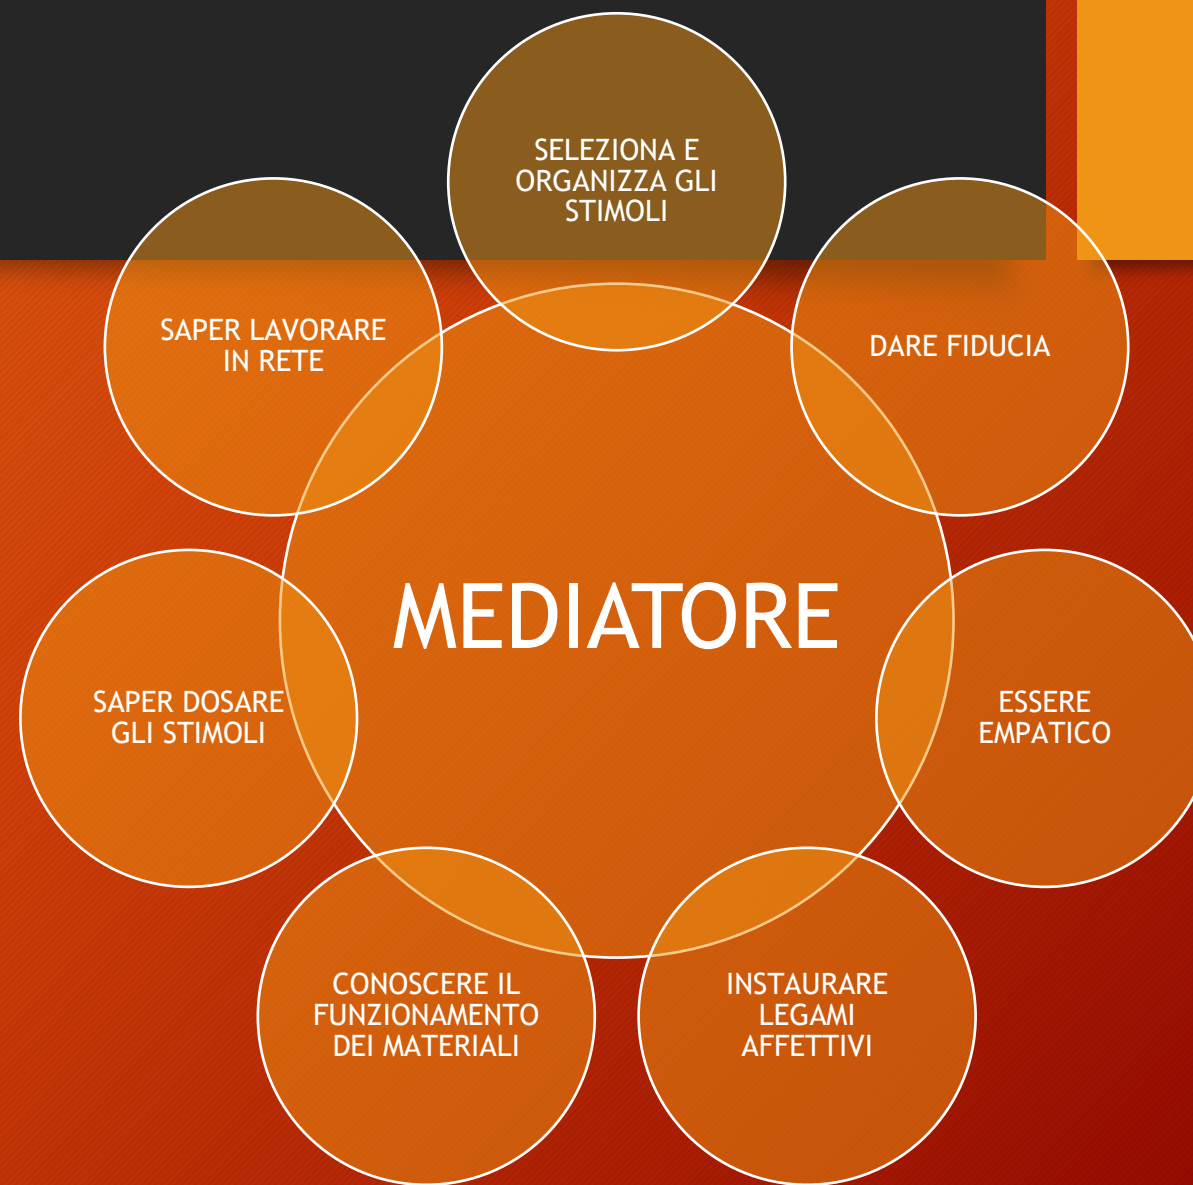 SELEZIONA E
ORGANIZZA GLI
STIMOLI
DARE FIDUCIA
ESSERE
EMPATICO
INSTAURARE
LEGAMI
AFFETTIVI
CONOSCERE IL
FUNZIONAMENTO
DEI MATERIALI
SAPER DOSARE
GLI STIMOLI
SAPER LAVORARE
IN RETE
MEDIATORE